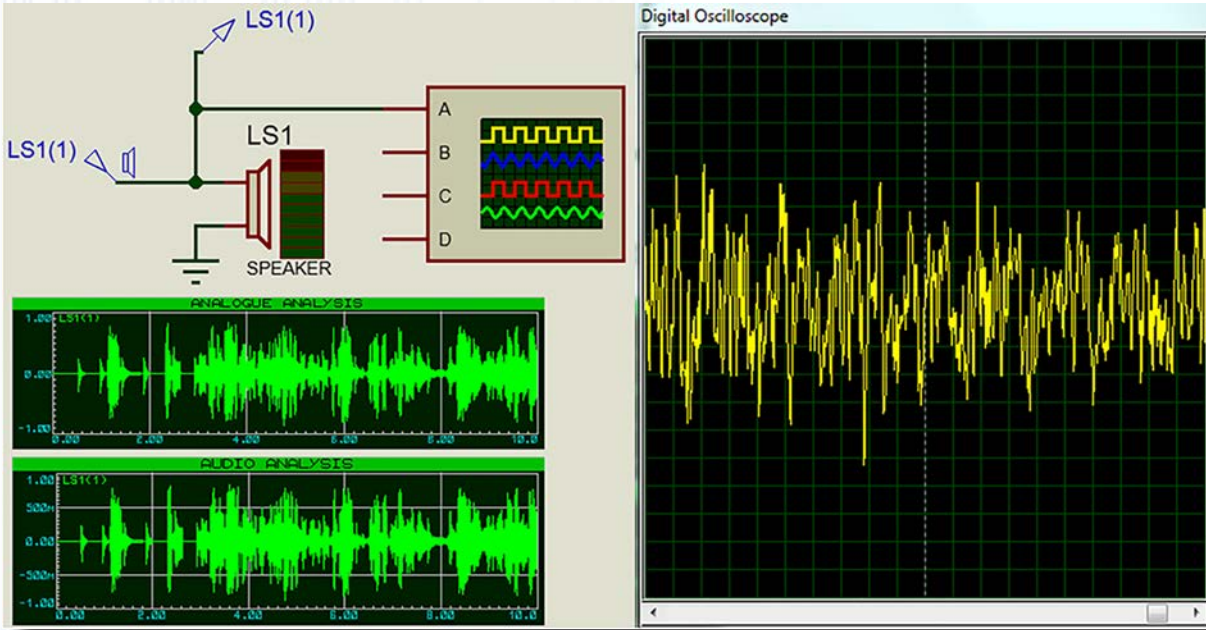 LS1(1)
LS1(1)
LS1
SPEAKER
A
B
C
D
ANALOGUE ANALYSIS
LS1(1)
1.00
0.00
-1.00
0.00
2.00
4.00
6.00
8.00
10.0
AUDIO ANALYSIS
LS1(1)
1.00
500m
0.00
-500m
-1.00
0.00
2.00
4.00
6.00
8.00
10.0
Digital Oscilloscope